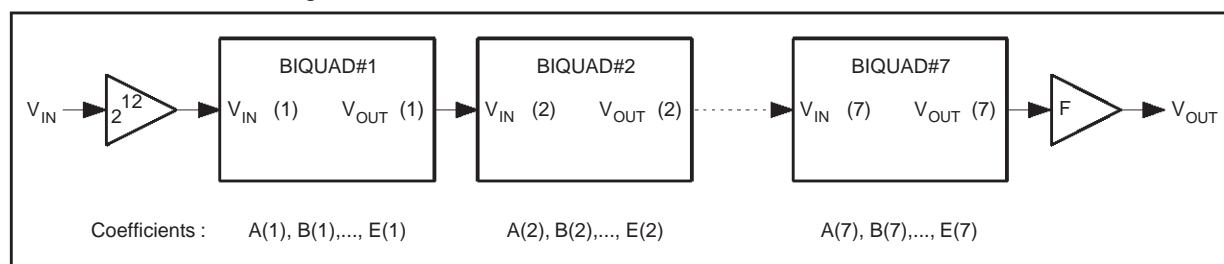 BIQUAD#1 BIQUAD#2 BIQUAD#7
V_IN 2^12 V_IN (1) V_OUT (1) V_IN (2) V_OUT (2) V_IN (7) V_OUT (7) F V_OUT
Coefficients : A(1), B(1),..., E(1) A(2), B(2),..., E(2) A(7), B(7),..., E(7)